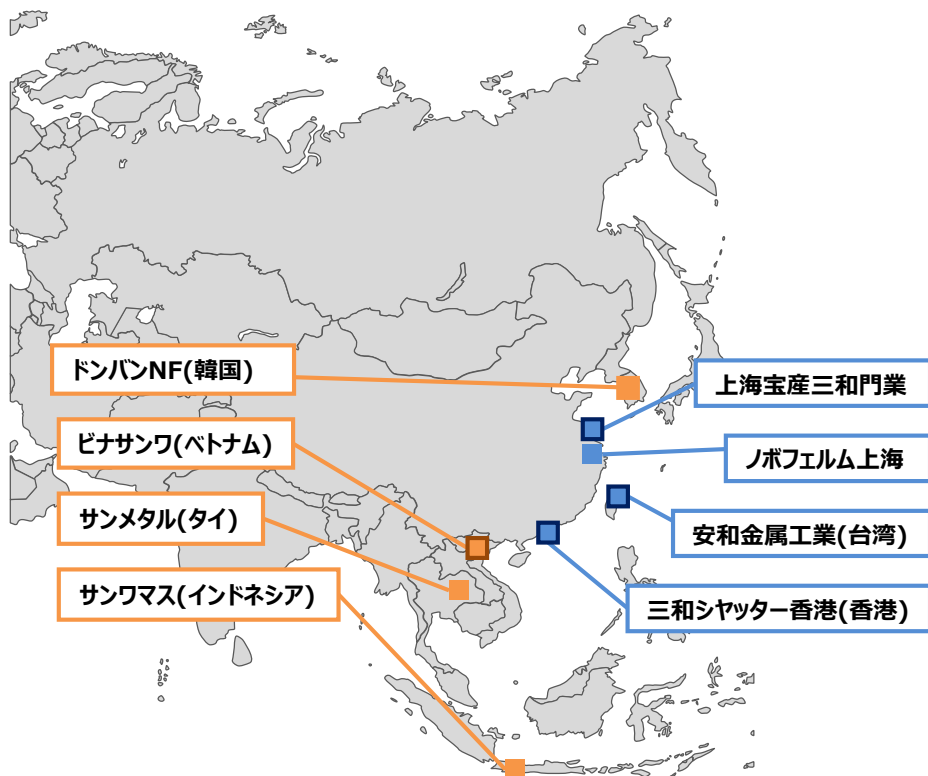 ドンバンNF(韓国)
ビナサンワ(ベトナム)
サンメタル(タイ)
サンワマス(インドネシア)
上海宝産三和門業
ノボフェルム上海
安和金属工業(台湾)
三和シヤッター香港(香港)